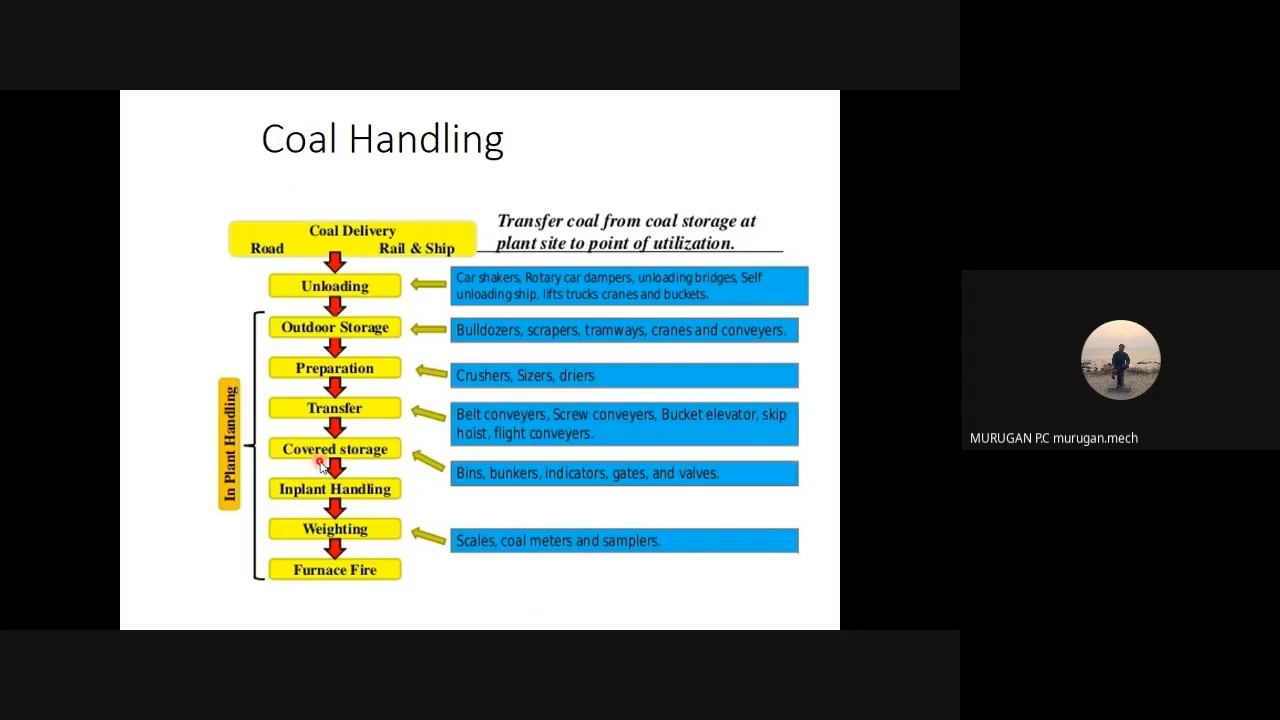 Coal Handling
Coal Delivery
Road Rail & Ship
Transfer coal from coal storage at
plant site to point of utilization.
Unloading
Car shakers, Rotary car dampers, unloading bridges, Self
unloading ship, lifts trucks cranes and buckets.
Outdoor Storage
Bulldozers, scrapers, tramways, cranes and conveyers.
Preparation
Crushers, Sizers, driers
Transfer
Belt conveyers, Screw conveyers, Bucket elevator, skip
hoist, flight conveyers.
Covered storage
Bins, bunkers, indicators, gates, and valves.
Inplant Handling
Weighting
Scales, coal meters and samplers.
Furnace Fire
In Plant Handling
MURUGAN P.C murugan.mech